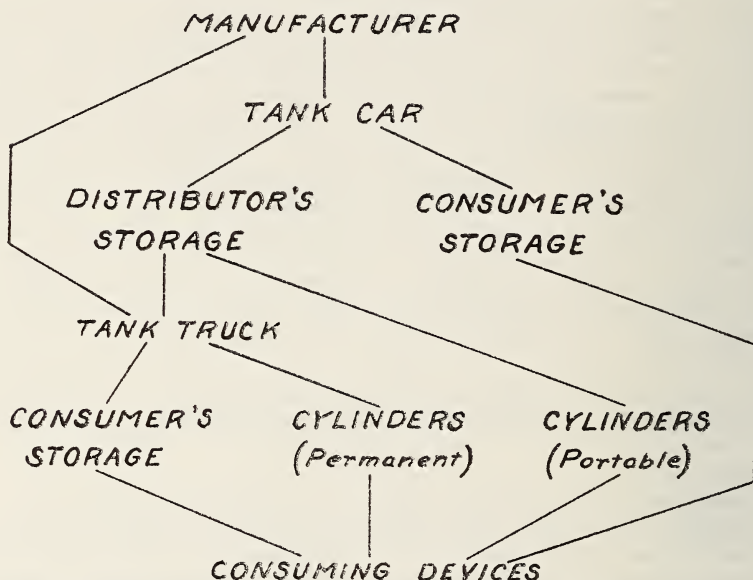 MANUFACTURER
TANK CAR
DISTRIBUTOR'S
STORAGE
CONSUMER'S
STORAGE
TANK TRUCK
CONSUMER'S
STORAGE
CYLINDERS
(Permanent)
CYLINDERS
(Portable)
CONSUMING DEVICES